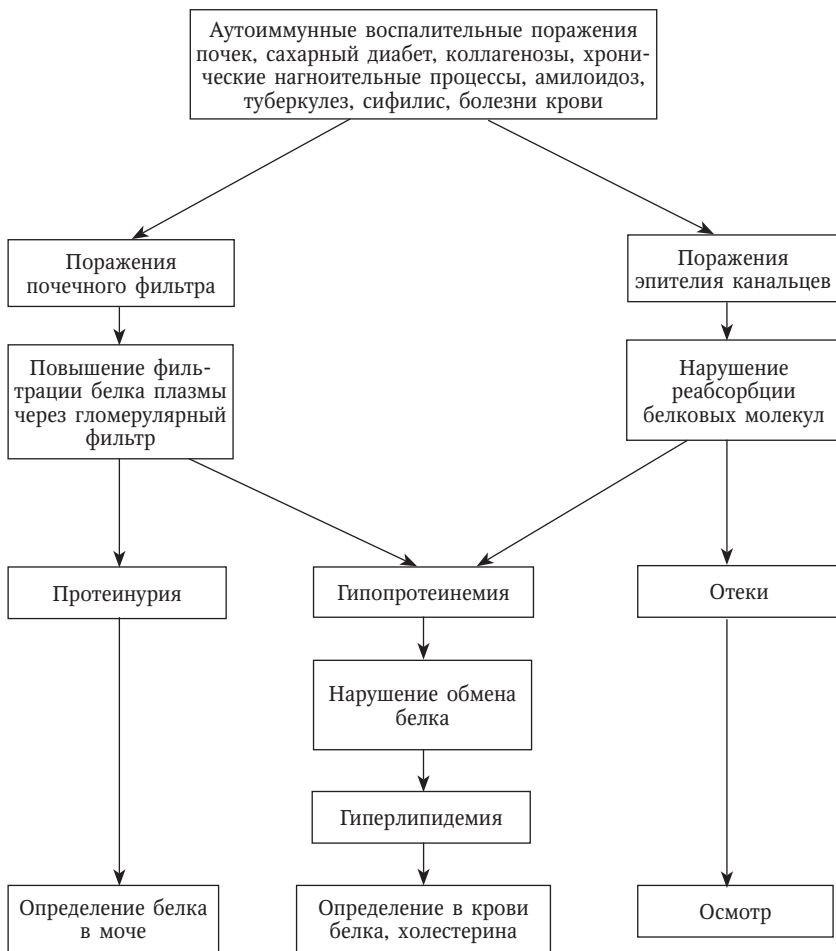 Аутоиммунные воспалительные поражения
почек, сахарный диабет, коллагенозы, хрони-
ческие нагноительные процессы, амилоидоз,
туберкулез, сифилис, болезни крови
Поражения
почечного фильтра
Поражения
эпителия канальцев
Повышение филь-
трации белка плазмы
через гломерулярный
фильтр
Нарушение
реабсорбции
белковых молекул
Протеинурия
Гипопротеинемия
Отеки
Нарушение обмена
белка
Гиперлипидемия
Определение белка
в моче
Определение в крови
белка, холестерина
Осмотр